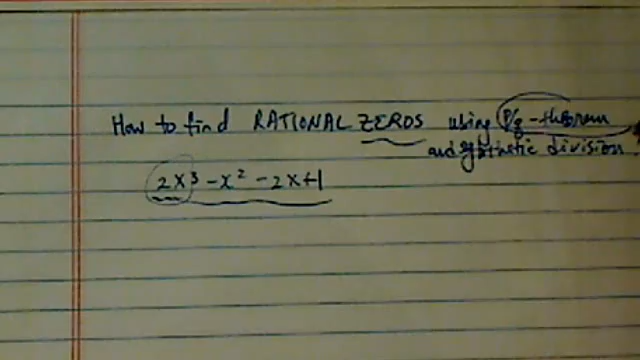 How to find RATIONAL ZEROS using P/q-theorem
and synthetic division.
2x³ - x² - 2x + 1